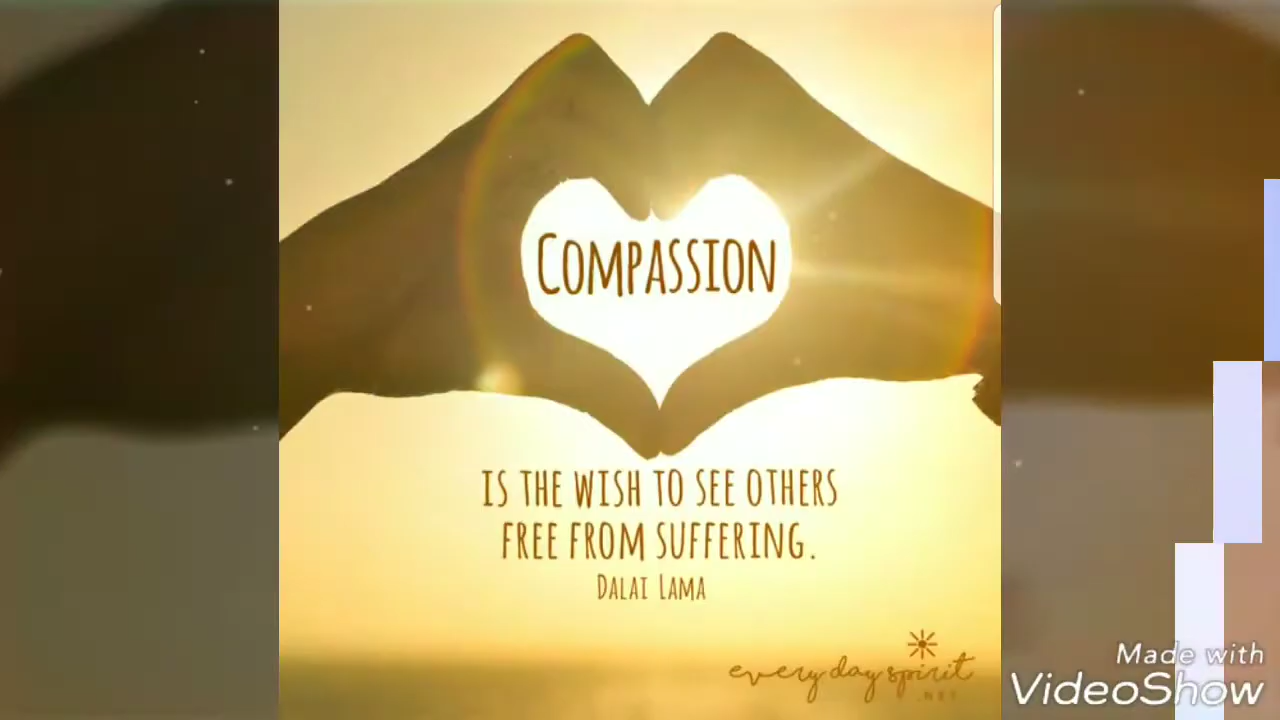 COMPASSION
IS THE WISH TO SEE OTHERS
FREE FROM SUFFERING.
DALAI LAMA
everydayspirit
.NET
Made with
VideoShow